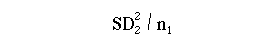 SD₂² / n₁